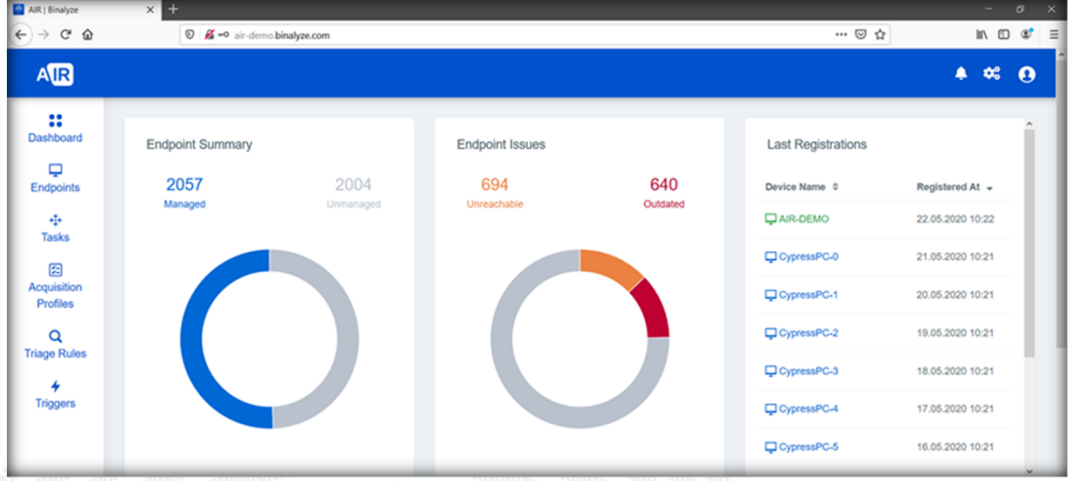 AIR | Binalyze
air-demo.binalyze.com
AIR
Dashboard
Endpoints
Tasks
Acquisition
Profiles
Triage Rules
Triggers
Endpoint Summary
2057
Managed
2004
Unmanaged
Endpoint Issues
694
Unreachable
640
Outdated
Last Registrations
Device Name Registered At
AIR-DEMO 22.05.2020 10:22
CypressPC-0 21.05.2020 10:21
CypressPC-1 20.05.2020 10:21
CypressPC-2 19.05.2020 10:21
CypressPC-3 18.05.2020 10:21
CypressPC-4 17.05.2020 10:21
CypressPC-5 16.05.2020 10:21